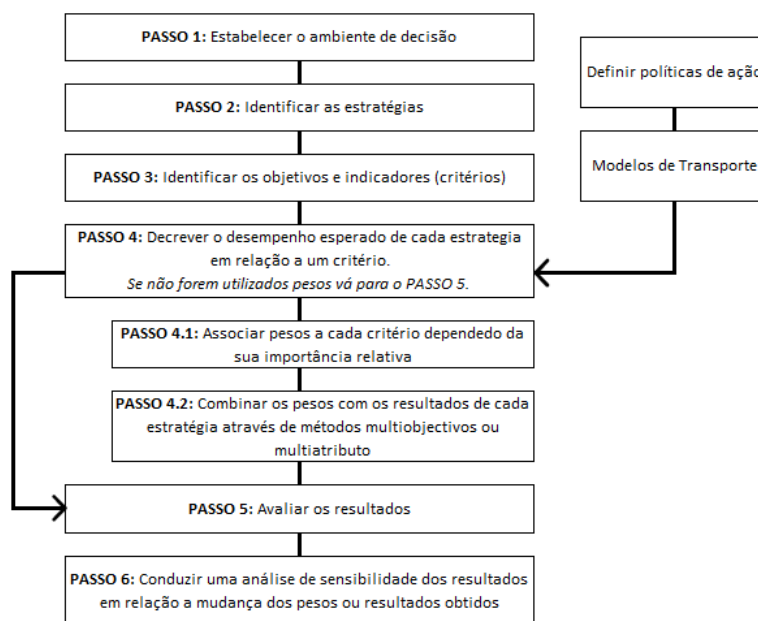 PASSO 1: Estabelecer o ambiente de decisão
Definir políticas de ação
PASSO 2: Identificar as estratégias
Modelos de Transporte
PASSO 3: Identificar os objetivos e indicadores (critérios)
PASSO 4: Decrever o desempenho esperado de cada estrategia
em relação a um critério.
Se não forem utilizados pesos vá para o PASSO 5.
PASSO 4.1: Associar pesos a cada critério dependedo da
sua importância relativa
PASSO 4.2: Combinar os pesos com os resultados de cada
estratégia através de métodos multiobjectivos ou
multiatributo
PASSO 5: Avaliar os resultados
PASSO 6: Conduzir uma análise de sensibilidade dos resultados
em relação a mudança dos pesos ou resultados obtidos